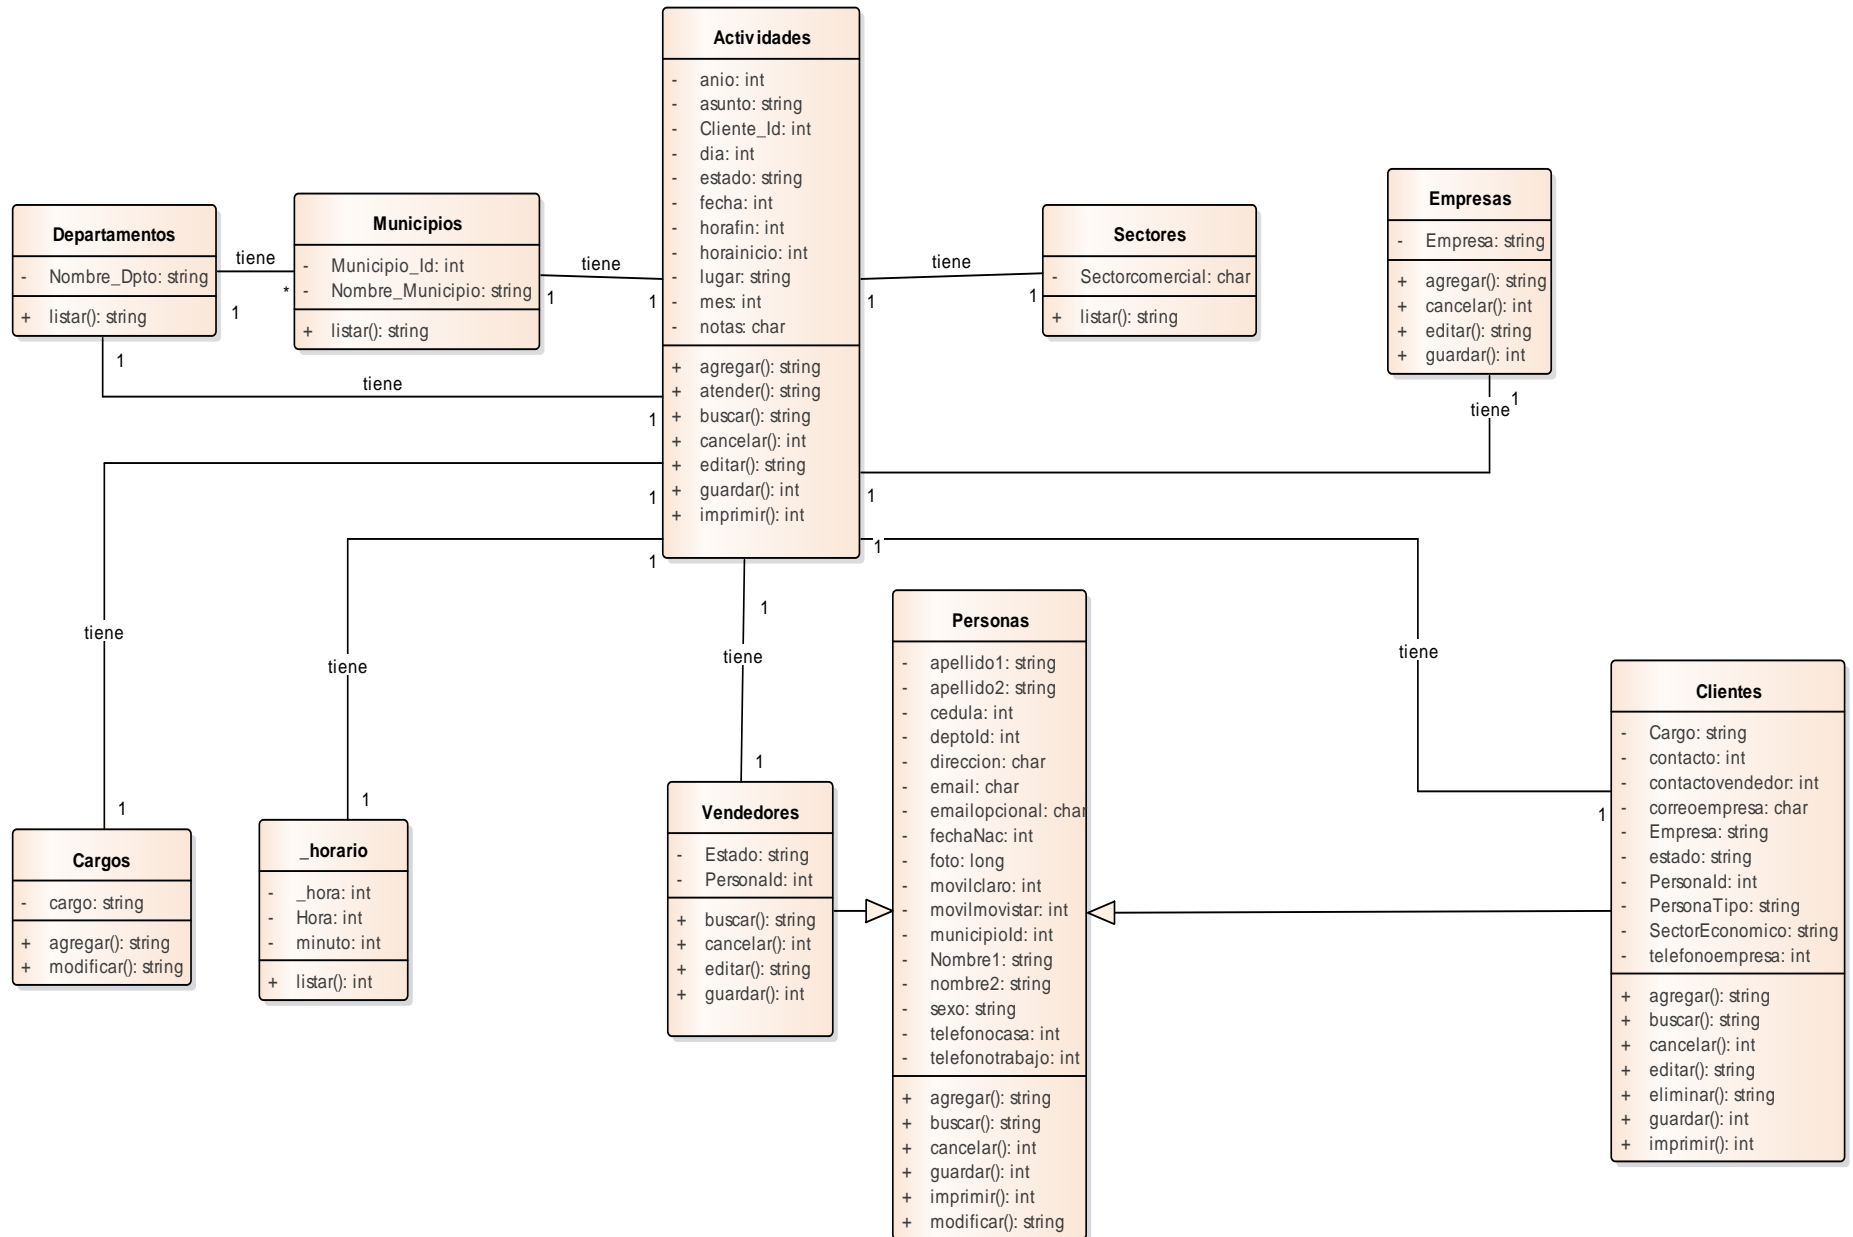 Actividades
- anio: int
- asunto: string
- Cliente_Id: int
- dia: int
- estado: string
- fecha: int
- horafin: int
- horainicio: int
- lugar: string
- mes: int
- notas: char
+ agregar(): string
+ atender(): string
+ buscar(): string
+ cancelar(): int
+ editar(): string
+ guardar(): int
+ imprimir(): int
Departamentos
- Nombre_Dpto: string
+ listar(): string
tiene
1
*
Municipios
- Municipio_Id: int
- Nombre_Municipio: string
+ listar(): string
tiene
1
1
tiene
1
1
Sectores
- Sectorcomercial: char
+ listar(): string
tiene
1
1
Empresas
- Empresa: string
+ agregar(): string
+ cancelar(): int
+ editar(): string
+ guardar(): int
tiene
1
1
tiene
1
1
Cargos
- cargo: string
+ agregar(): string
+ modificar(): string
tiene
1
1
_horario
- _hora: int
- Hora: int
- minuto: int
+ listar(): int
tiene
1
1
Vendedores
- Estado: string
- PersonaId: int
+ buscar(): string
+ cancelar(): int
+ editar(): string
+ guardar(): int
Personas
- apellido1: string
- apellido2: string
- cedula: int
- deptoId: int
- direccion: char
- email: char
- emailopcional: char
- fechaNac: int
- foto: long
- movilclaro: int
- movilmovistar: int
- municipioId: int
- Nombre1: string
- nombre2: string
- sexo: string
- telefonocasa: int
- telefonotrabajo: int
+ agregar(): string
+ buscar(): string
+ cancelar(): int
+ guardar(): int
+ imprimir(): int
+ modificar(): string
tiene
1
1
Clientes
- Cargo: string
- contacto: int
- contactovendedor: int
- correoempresa: char
- Empresa: string
- estado: string
- PersonaId: int
- PersonaTipo: string
- SectorEconomico: string
- telefonoempresa: int
+ agregar(): string
+ buscar(): string
+ cancelar(): int
+ editar(): string
+ eliminar(): string
+ guardar(): int
+ imprimir(): int